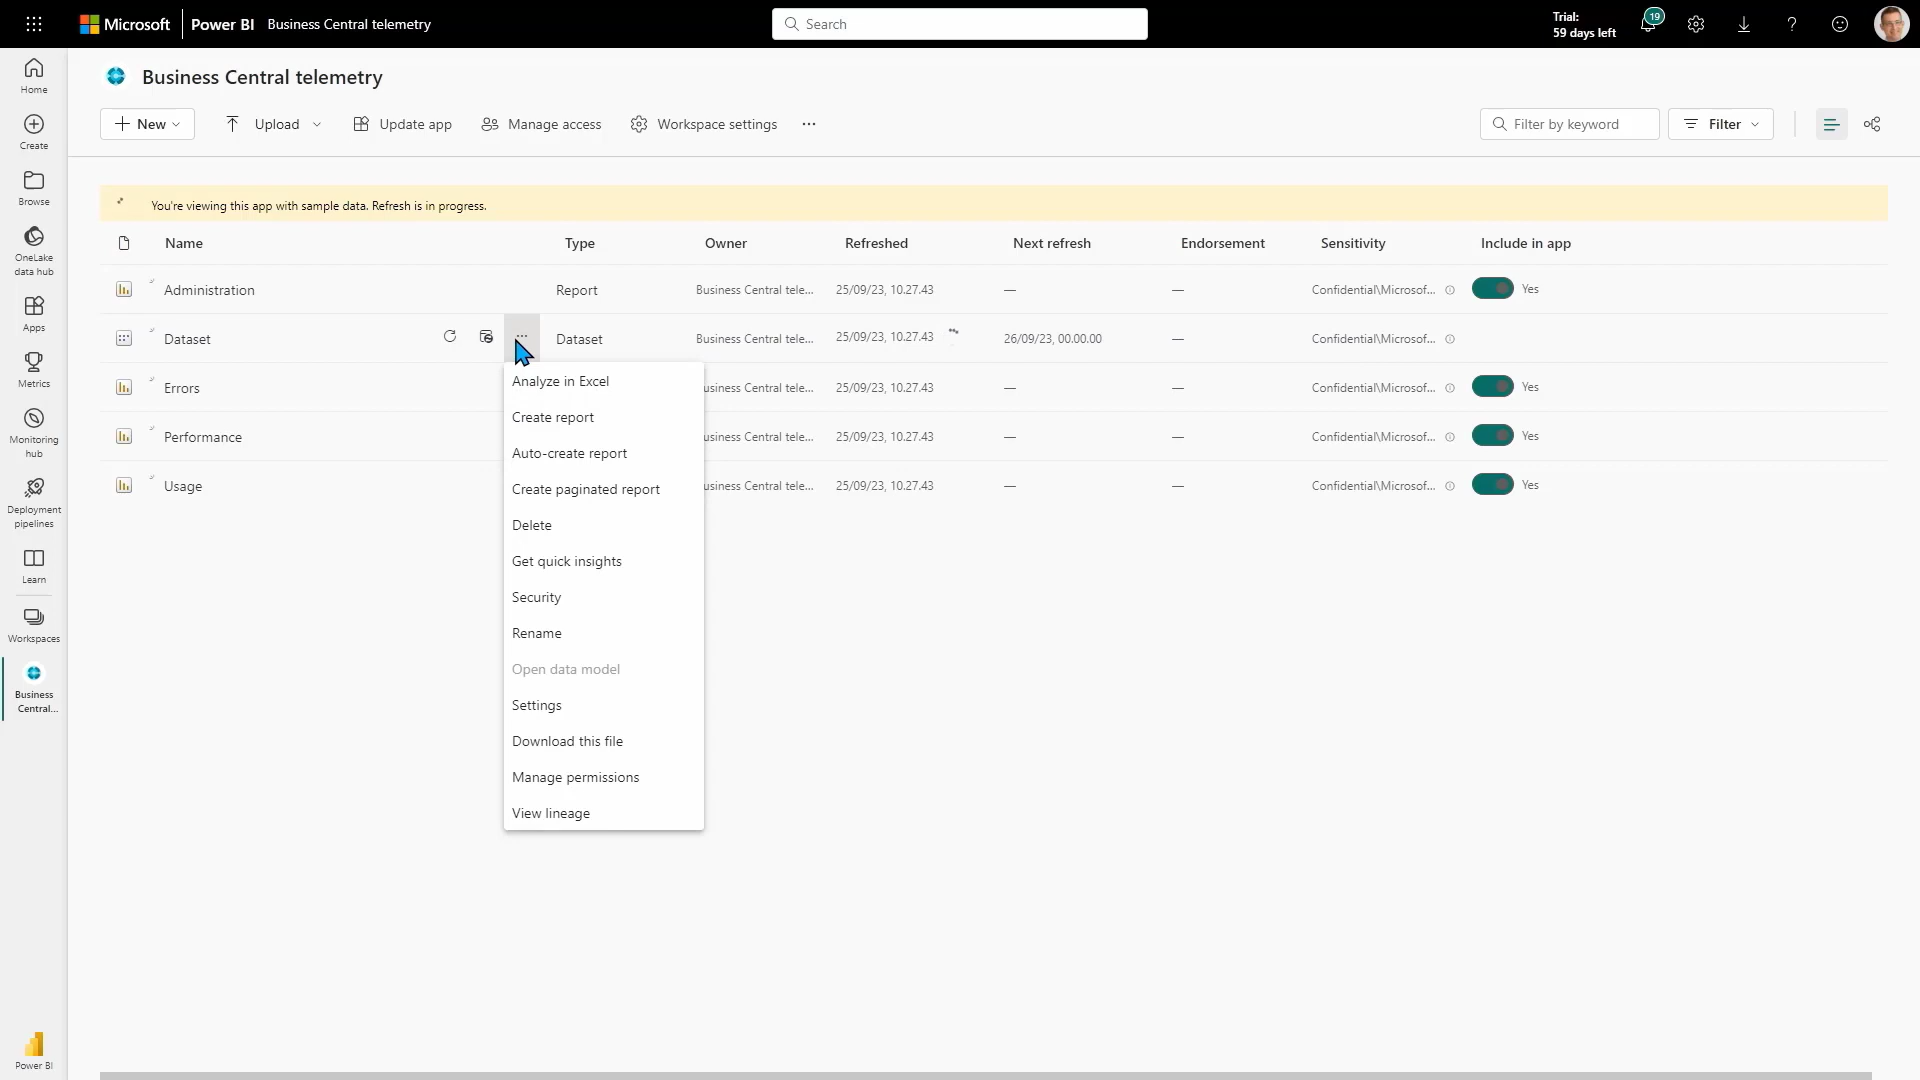 Microsoft Power BI Business Central telemetry Search Trial: 59 days left 19 ?
Home
Create
Browse
OneLake data hub
Apps
Metrics
Monitoring hub
Deployment pipelines
Learn
Workspaces
Business Central...
Power BI
Business Central telemetry
New Upload Update app Manage access Workspace settings ... Filter by keyword Filter
You're viewing this app with sample data. Refresh is in progress.
Name Type Owner Refreshed Next refresh Endorsement Sensitivity Include in app
Administration Report Business Central tele... 25/09/23, 10.27.43 — — Confidential\Microsof... Yes
Dataset ... Dataset Business Central tele... 25/09/23, 10.27.43 26/09/23, 00.00.00 — Confidential\Microsof...
Errors usiness Central tele... 25/09/23, 10.27.43 — — Confidential\Microsof... Yes
Performance usiness Central tele... 25/09/23, 10.27.43 — — Confidential\Microsof... Yes
Usage usiness Central tele... 25/09/23, 10.27.43 — — Confidential\Microsof... Yes
Analyze in Excel
Create report
Auto-create report
Create paginated report
Delete
Get quick insights
Security
Rename
Open data model
Settings
Download this file
Manage permissions
View lineage